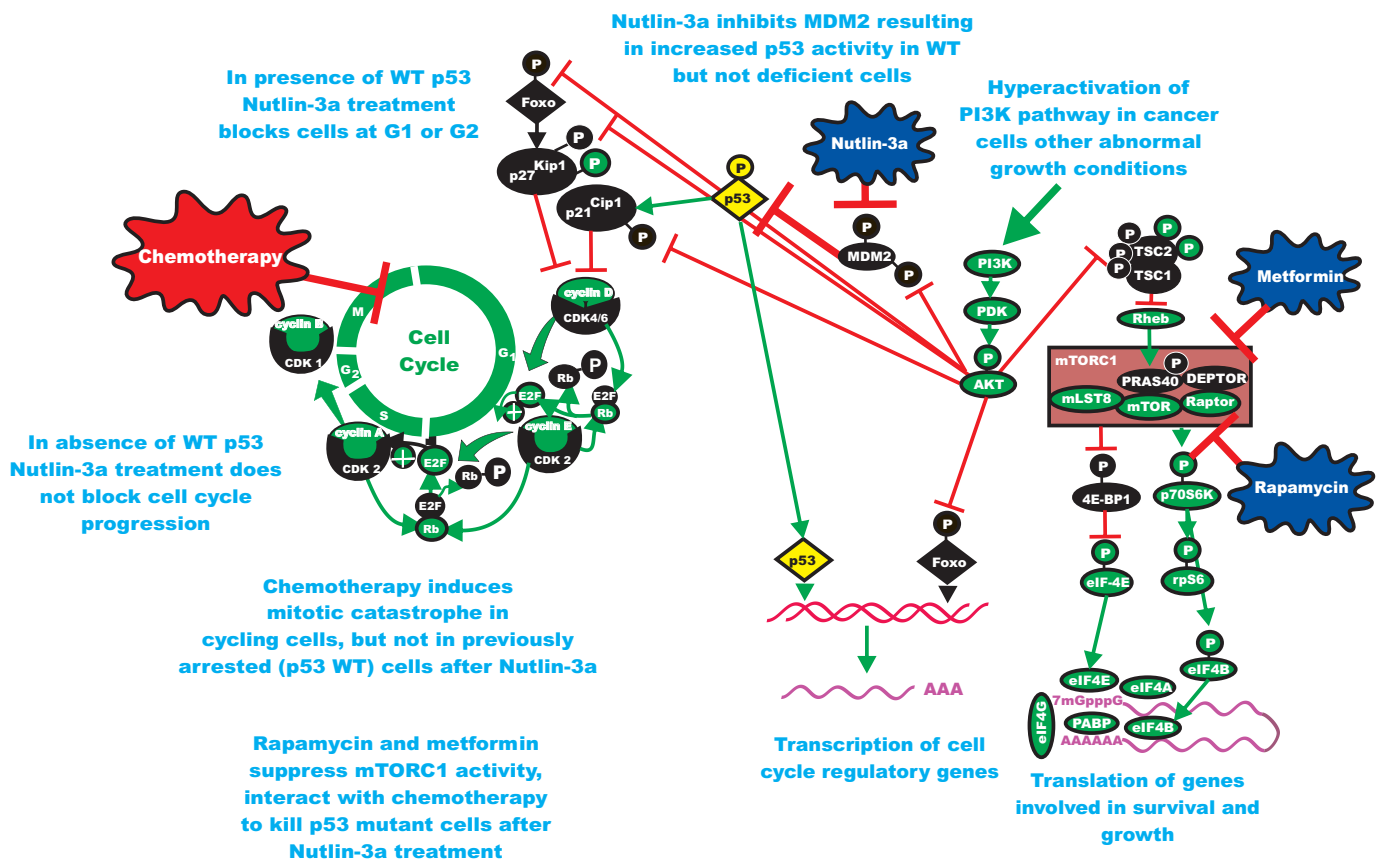 Nutlin-3a inhibits MDM2 resulting
in increased p53 activity in WT
but not deficient cells
In presence of WT p53
Nutlin-3a treatment
blocks cells at G1 or G2
Hyperactivation of
PI3K pathway in cancer
cells other abnormal
growth conditions
P
Foxo
P
P
p27Kip1
p21Cip1
P
P
p53
Nutlin-3a
P
MDM2
P
PI3K
PDK
P
AKT
P
P
P
P
P
TSC2
TSC1
Rheb
Metformin
Chemotherapy
Cell
Cycle
M
G1
G2
S
cyclin B
CDK 1
cyclin D
CDK4/6
P
Rb
E2F
E2F
Rb
+
cyclin E
CDK 2
cyclin A
CDK 2
+
E2F
Rb
P
E2F
Rb
mTORC1
P
PRAS40
DEPTOR
mLST8
mTOR
Raptor
P
4E-BP1
P
p70S6K
Rapamycin
P
eIF-4E
P
rpS6
In absence of WT p53
Nutlin-3a treatment does
not block cell cycle
progression
p53
P
Foxo
Chemotherapy induces
mitotic catastrophe in
cycling cells, but not in previously
arrested (p53 WT) cells after Nutlin-3a
AAA
P
eIF4B
eIF4E
eIF4A
7mGpppG
eIF4G
PABP
eIF4B
AAAAAA
Rapamycin and metformin
suppress mTORC1 activity,
interact with chemotherapy
to kill p53 mutant cells after
Nutlin-3a treatment
Transcription of cell
cycle regulatory genes
Translation of genes
involved in survival and
growth